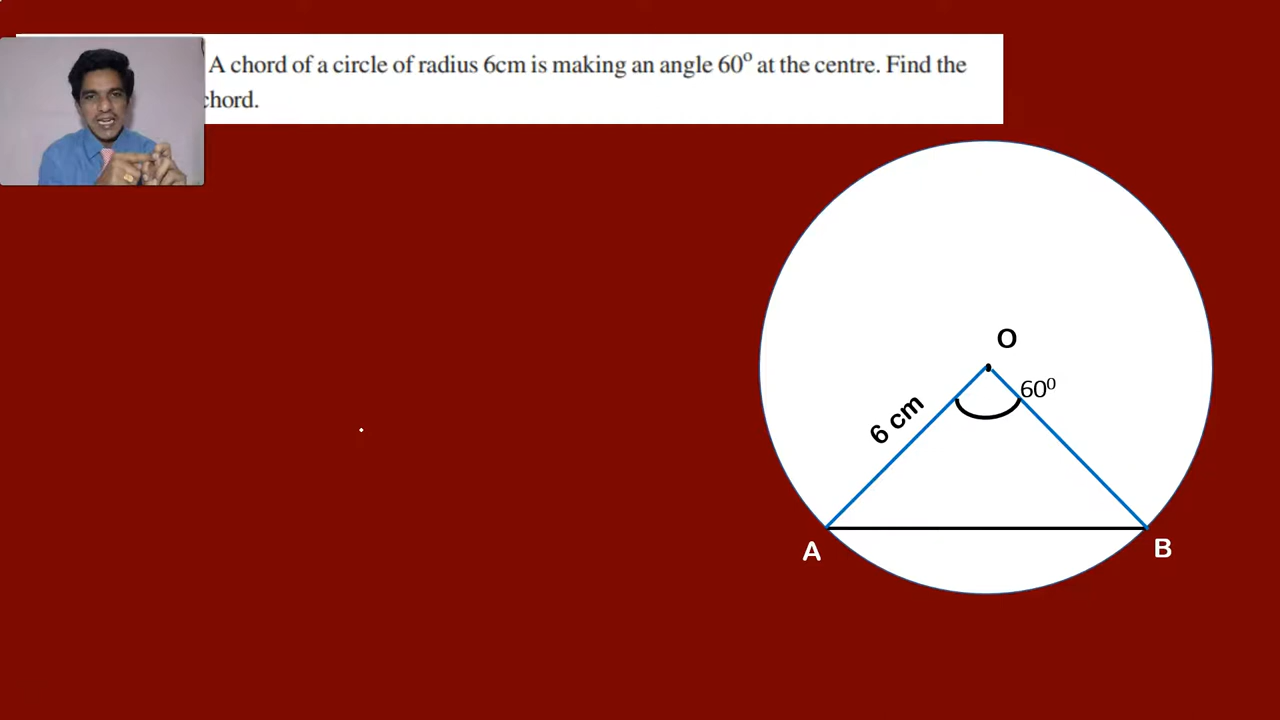 A chord of a circle of radius 6cm is making an angle 60° at the centre. Find the
chord.
O
60⁰
6 cm
A
B